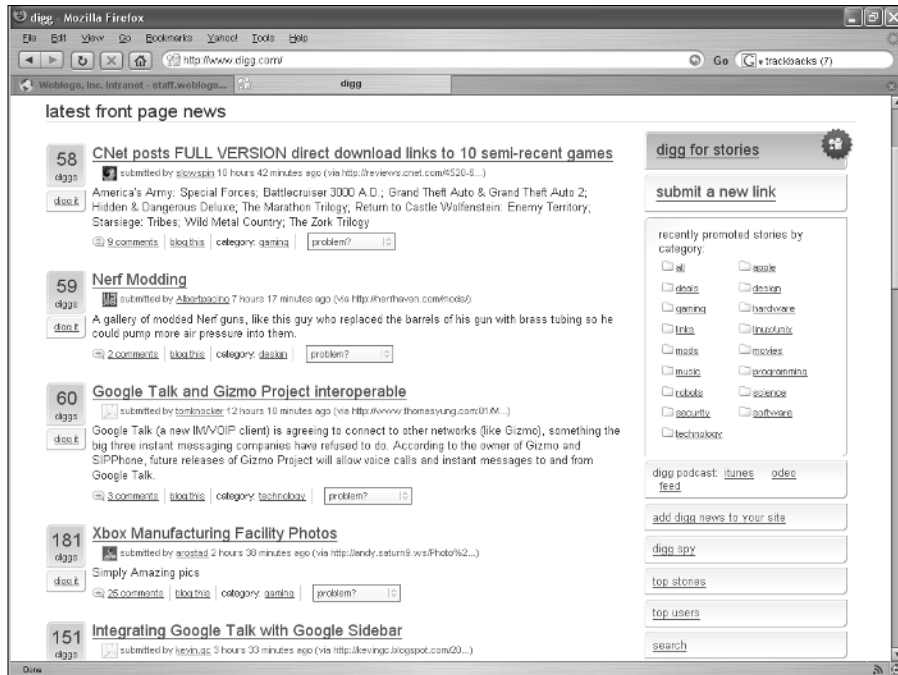 digg - Mozilla Firefox
File Edit View Go Bookmarks Yahoo! Tools Help
http://www.digg.com/
Go
trackbacks (7)
Weblogs, Inc. Intranet - staff.weblogs...
digg
latest front page news
58
diggs
digg it
CNet posts FULL VERSION direct download links to 10 semi-recent games
submitted by slowspin 10 hours 42 minutes ago (via http://reviews.cnet.com/4520-6...)
America's Army: Special Forces; Battlecruiser 3000 A.D.; Grand Theft Auto & Grand Theft Auto 2;
Hidden & Dangerous Deluxe; The Marathon Trilogy; Return to Castle Wolfenstein: Enemy Territory;
Starsiege: Tribes; Wild Metal Country; The Zork Trilogy
9 comments blog this category: gaming problem?
59
diggs
digg it
Nerf Modding
submitted by Albertpacino 7 hours 17 minutes ago (via http://nerfhaven.com/mods/)
A gallery of modded Nerf guns, like this guy who replaced the barrels of his gun with brass tubing so he
could pump more air pressure into them.
2 comments blog this category: design problem?
60
diggs
digg it
Google Talk and Gizmo Project interoperable
submitted by tomknocker 12 hours 10 minutes ago (via http://www.thomasyung.com:81/M...)
Google Talk (a new IM/VOIP client) is agreeing to connect to other networks (like Gizmo), something the
big three instant messaging companies have refused to do. According to the owner of Gizmo and
SIPPhone, future releases of Gizmo Project will allow voice calls and instant messages to and from
Google Talk.
3 comments blog this category: technology problem?
181
diggs
digg it
Xbox Manufacturing Facility Photos
submitted by arostad 2 hours 38 minutes ago (via http://andy.saturn9.ws/Photo%2...)
Simply Amazing pics
25 comments blog this category: gaming problem?
151
diggs
Integrating Google Talk with Google Sidebar
submitted by kevin.gc 3 hours 33 minutes ago (via http://kevingc.blogspot.com/20...)
digg for stories
submit a new link
recently promoted stories by
category:
all apple
deals design
gaming hardware
links linux/unix
mods movies
music programming
robots science
security software
technology
digg podcast: itunes odeo
feed
add digg news to your site
digg spy
top stories
top users
search
Done